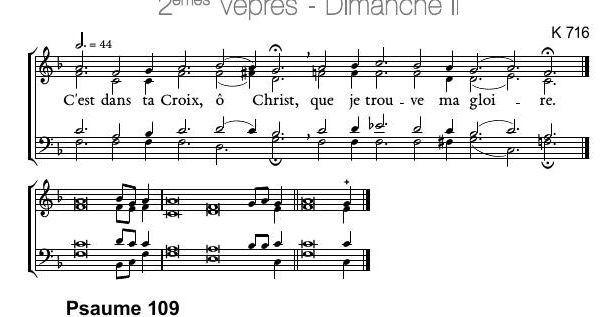 2èmes Vêpres - Dimanche II
K 716
𝅗𝅥. = 44
C'est dans ta Croix, ô Christ, que je trou - ve ma gloi - re.
Psaume 109